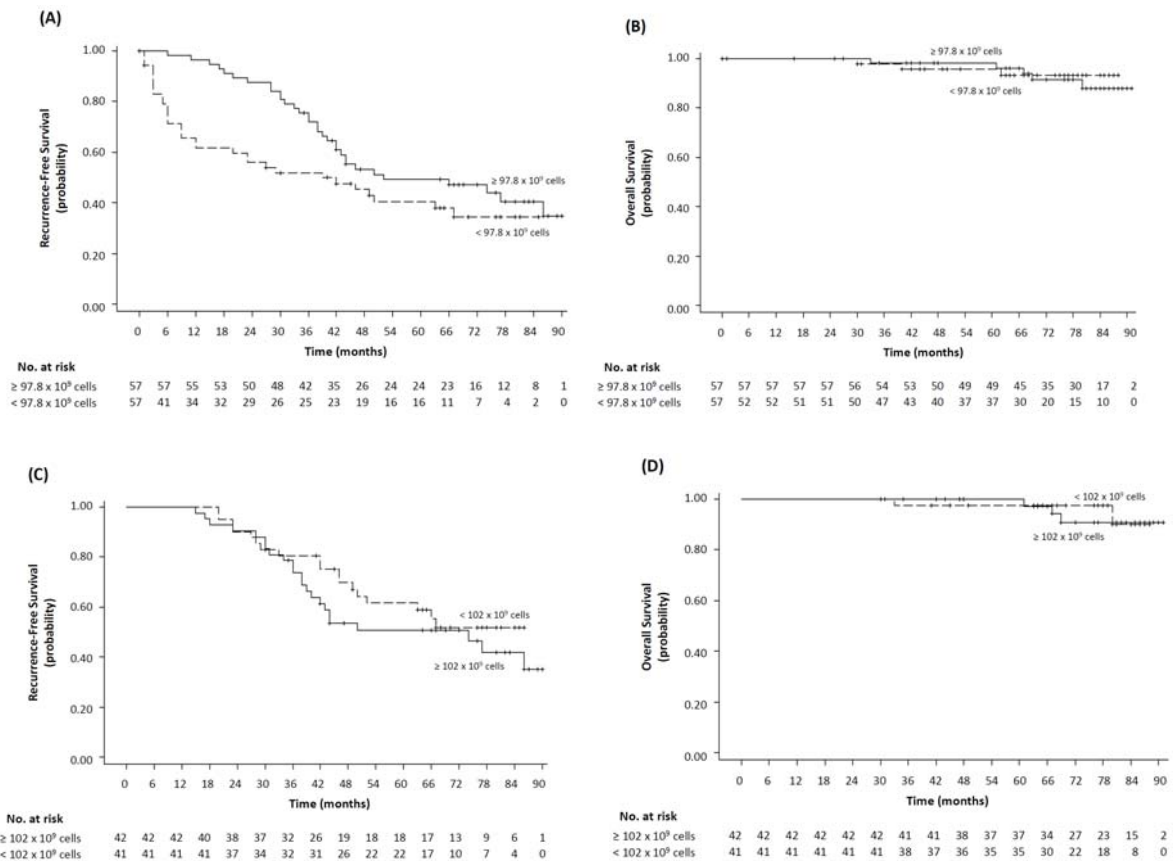 (A)
1.00
0.80
0.60
0.40
0.20
0.00
Recurrence-Free Survival
(probability)
≥ 97.8 x 10⁹ cells
< 97.8 x 10⁹ cells
0 6 12 18 24 30 36 42 48 54 60 66 72 78 84 90
Time (months)
No. at risk
≥ 97.8 x 10⁹ cells 57 57 55 53 50 48 42 35 26 24 24 23 16 12 8 1
< 97.8 x 10⁹ cells 57 41 34 32 29 26 25 23 19 16 16 11 7 4 2 0
(B)
1.00
0.80
0.60
0.40
0.20
0.00
Overall Survival
(probability)
≥ 97.8 x 10⁹ cells
< 97.8 x 10⁹ cells
0 6 12 18 24 30 36 42 48 54 60 66 72 78 84 90
Time (months)
No. at risk
≥ 97.8 x 10⁹ cells 57 57 57 57 57 56 54 53 50 49 49 45 35 30 17 2
< 97.8 x 10⁹ cells 57 52 52 51 51 50 47 43 40 37 37 30 20 15 10 0
(C)
1.00
0.80
0.60
0.40
0.20
0.00
Recurrence-Free Survival
(probability)
< 102 x 10⁹ cells
≥ 102 x 10⁹ cells
0 6 12 18 24 30 36 42 48 54 60 66 72 78 84 90
Time (months)
No. at risk
≥ 102 x 10⁹ cells 42 42 42 40 38 37 32 26 19 18 18 17 13 9 6 1
< 102 x 10⁹ cells 41 41 41 41 37 34 32 31 26 22 22 17 10 7 4 0
(D)
1.00
0.80
0.60
0.40
0.20
0.00
Overall Survival
(probability)
< 102 x 10⁹ cells
≥ 102 x 10⁹ cells
0 6 12 18 24 30 36 42 48 54 60 66 72 78 84 90
Time (months)
No. at risk
≥ 102 x 10⁹ cells 42 42 42 42 42 42 41 41 38 37 37 34 27 23 15 2
< 102 x 10⁹ cells 41 41 41 41 41 41 38 37 36 35 35 30 22 18 8 0